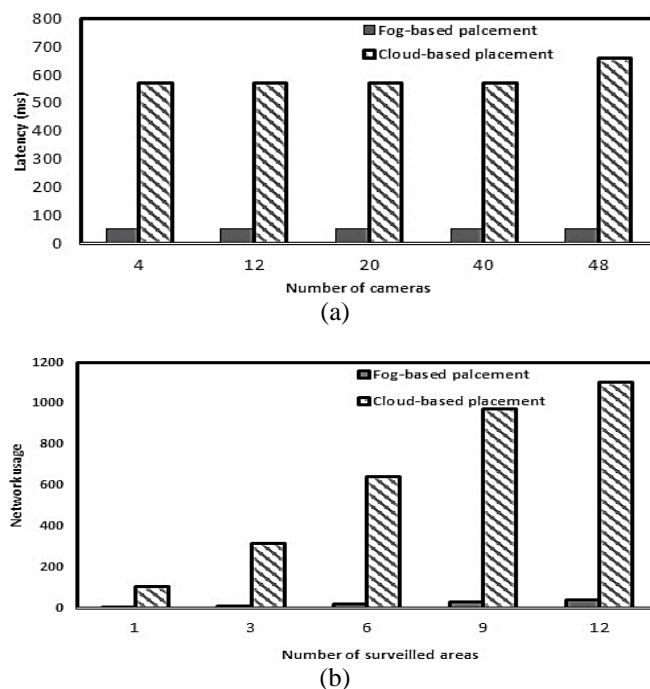 800
700
600
500
400
300
200
100
0
Latency (ms)
Fog-based palcement
Cloud-based placement
4 12 20 40 48
Number of cameras
(a)
1200
1000
800
600
400
200
0
Network usage
Fog-based palcement
Cloud-based placement
1 3 6 9 12
Number of surveilled areas
(b)